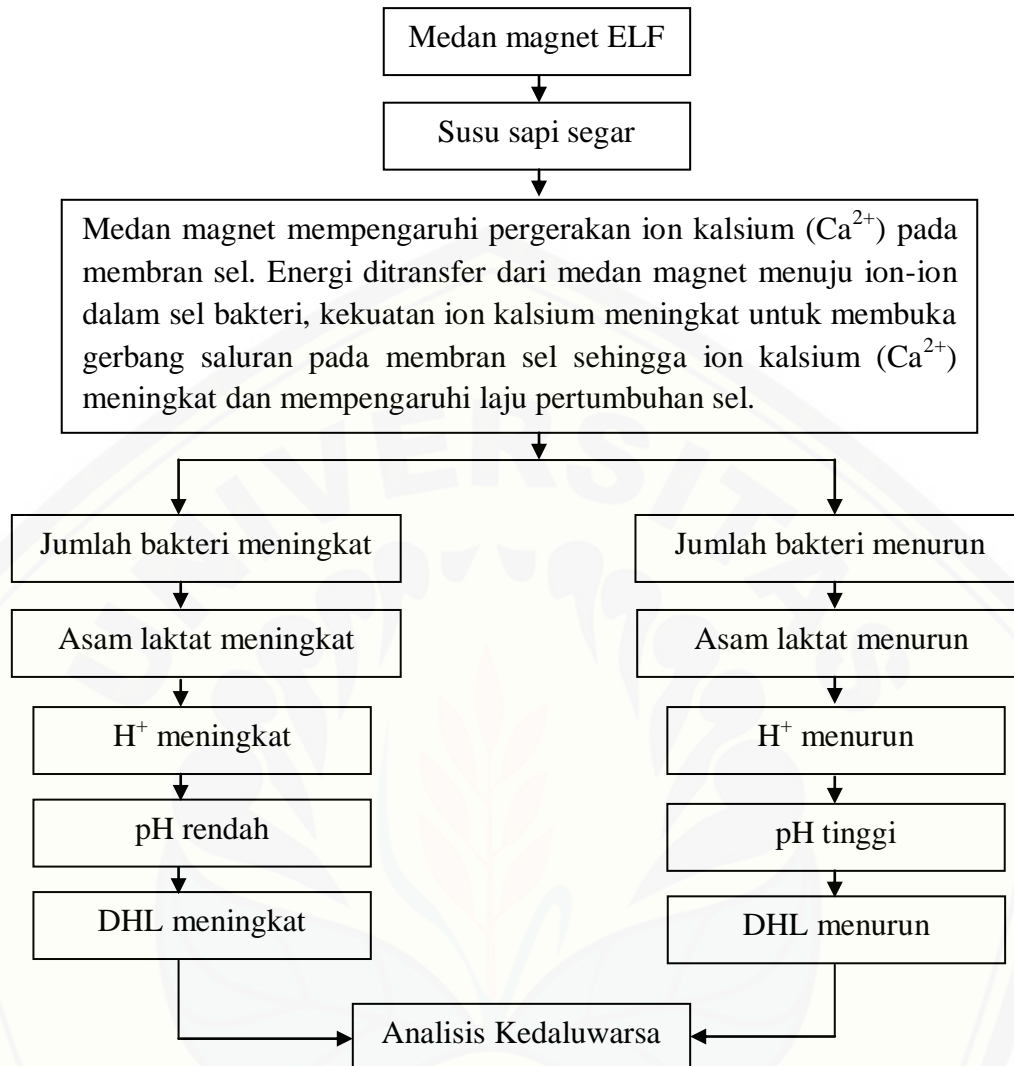 Medan magnet ELF
Susu sapi segar
Medan magnet mempengaruhi pergerakan ion kalsium (Ca²⁺) pada
membran sel. Energi ditransfer dari medan magnet menuju ion-ion
dalam sel bakteri, kekuatan ion kalsium meningkat untuk membuka
gerbang saluran pada membran sel sehingga ion kalsium (Ca²⁺)
meningkat dan mempengaruhi laju pertumbuhan sel.
UNIVERSITAS
Jumlah bakteri meningkat
Asam laktat meningkat
H⁺ meningkat
pH rendah
DHL meningkat
Jumlah bakteri menurun
Asam laktat menurun
H⁺ menurun
pH tinggi
DHL menurun
Analisis Kedaluwarsa